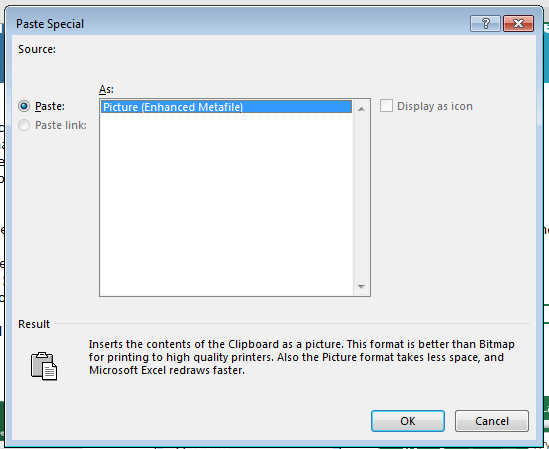 Paste Special
Source:
As:
Paste:
Picture (Enhanced Metafile)
Display as icon
Paste link:
Result
Inserts the contents of the Clipboard as a picture. This format is better than Bitmap
for printing to high quality printers. Also the Picture format takes less space, and
Microsoft Excel redraws faster.
OK
Cancel